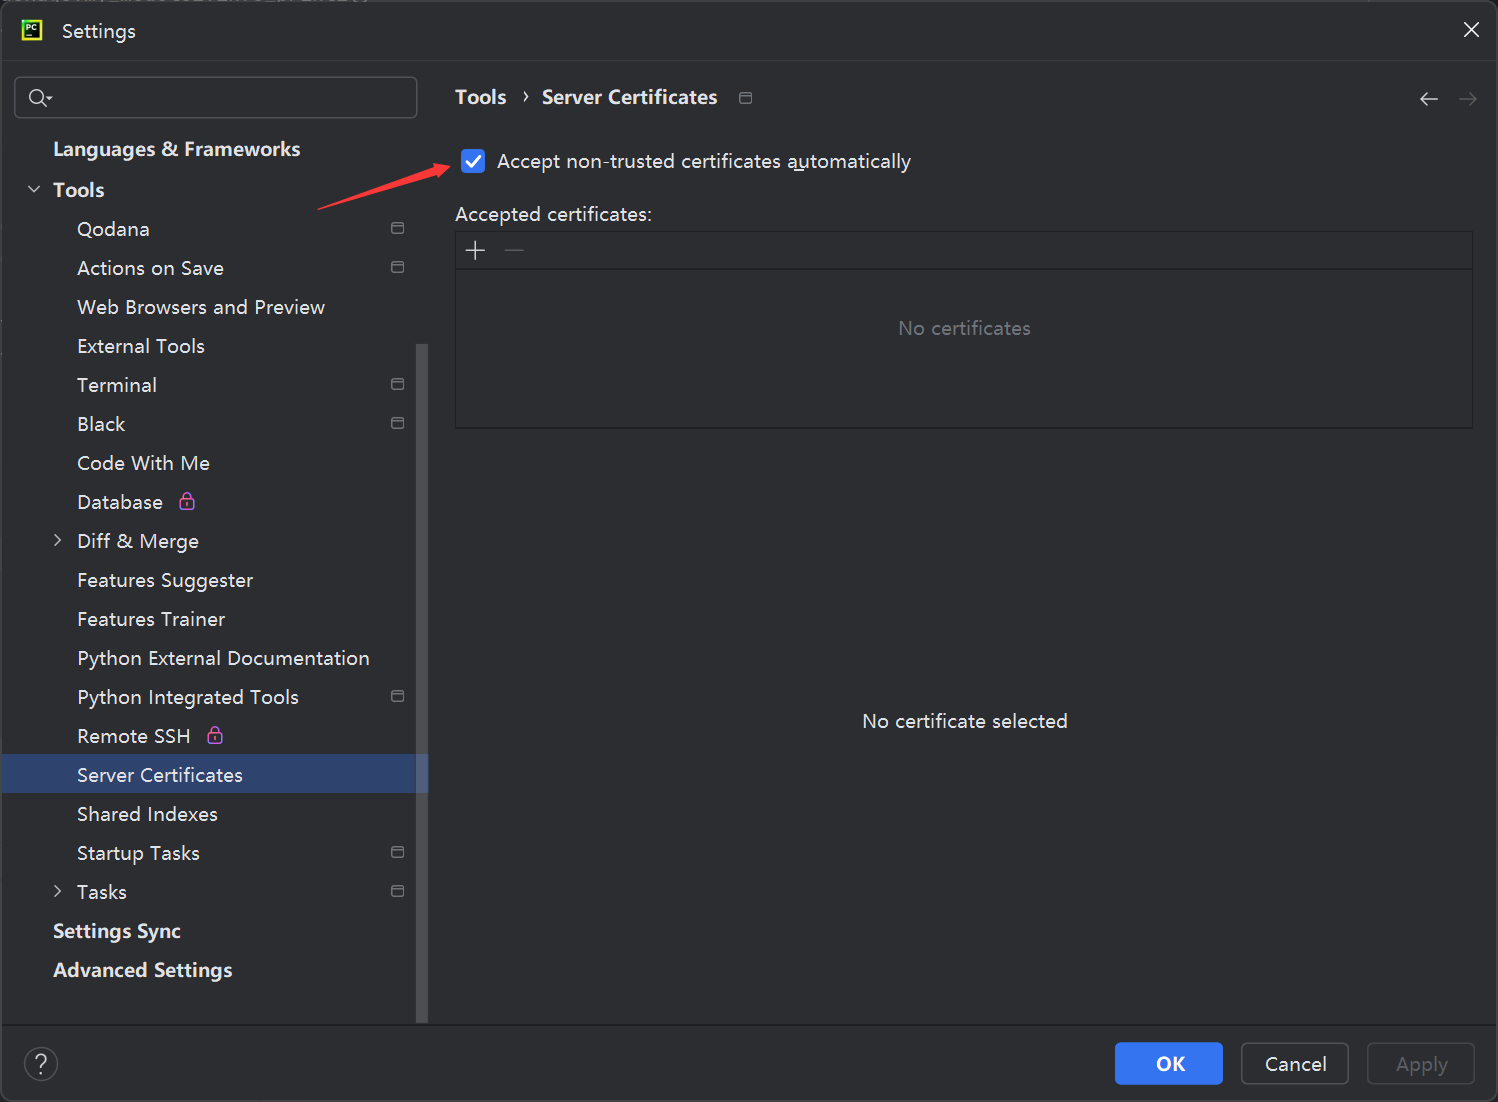 PC
Settings
Tools › Server Certificates
Languages & Frameworks
Accept non-trusted certificates automatically
Tools
Accepted certificates:
Qodana
Actions on Save
Web Browsers and Preview
No certificates
External Tools
Terminal
Black
Code With Me
Database
Diff & Merge
Features Suggester
Features Trainer
Python External Documentation
Python Integrated Tools
No certificate selected
Remote SSH
Server Certificates
Shared Indexes
Startup Tasks
Tasks
Settings Sync
Advanced Settings
?
OK
Cancel
Apply